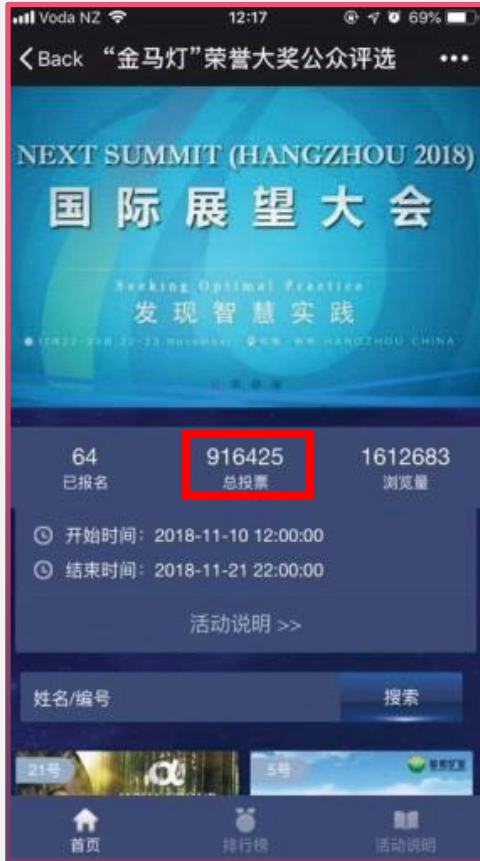 Voda NZ 12:17 69%
Back “金马灯”荣誉大奖公众评选 •••
NEXT SUMMIT (HANGZHOU 2018)
国际展望大会
Seeking Optimal Practice
发现智慧实践
22-23 November HANGZHOU CHINA
64 916425 1612683
已报名 总投票 浏览量
开始时间：2018-11-10 12:00:00
结束时间：2018-11-21 22:00:00
活动说明 >>
姓名/编号 搜索
21号 5号
首页 排行榜 活动说明